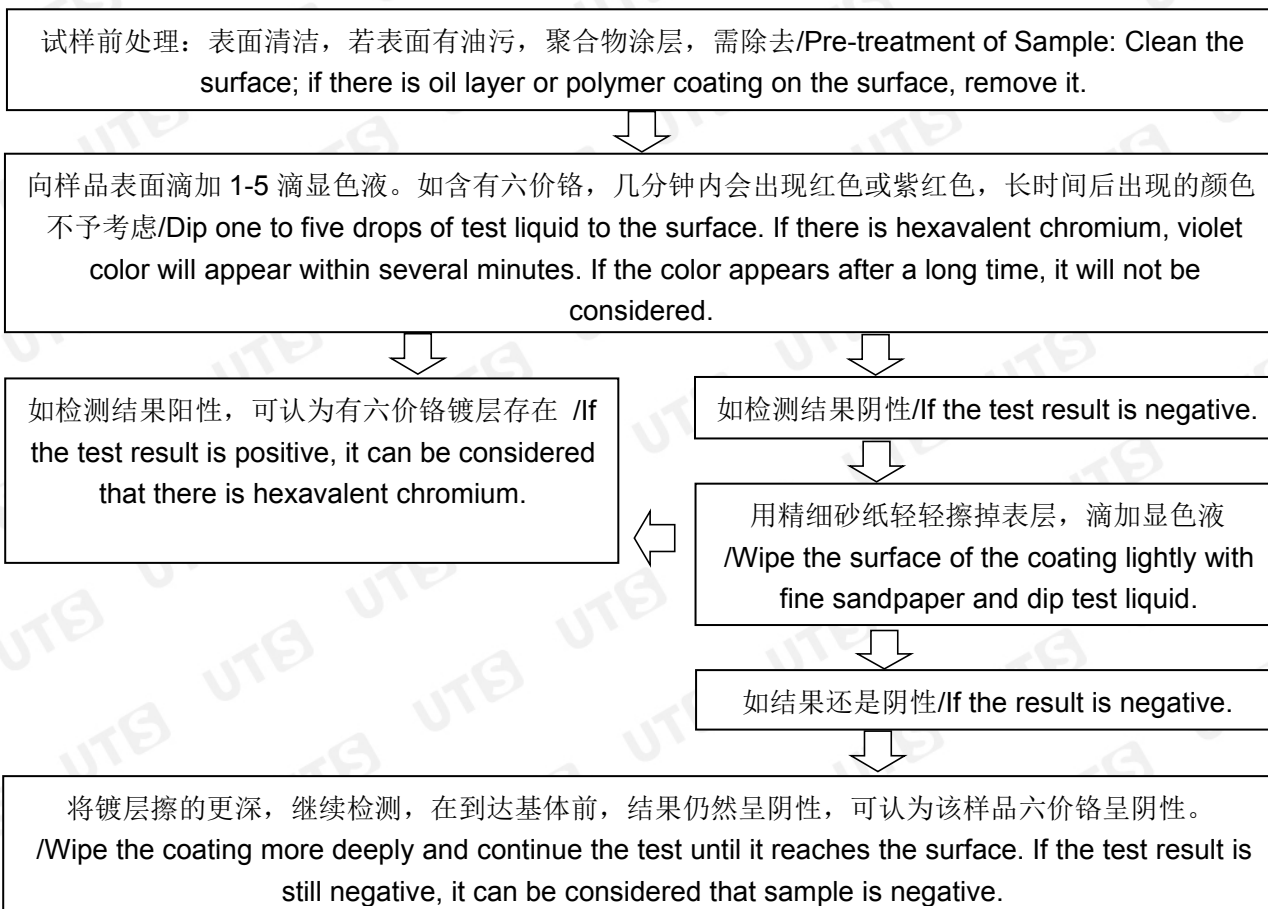 试样前处理：表面清洁，若表面有油污，聚合物涂层，需除去/Pre-treatment of Sample: Clean the
surface; if there is oil layer or polymer coating on the surface, remove it.
向样品表面滴加 1-5 滴显色液。如含有六价铬，几分钟内会出现红色或紫红色，长时间后出现的颜色
不予考虑/Dip one to five drops of test liquid to the surface. If there is hexavalent chromium, violet
color will appear within several minutes. If the color appears after a long time, it will not be
considered.
如检测结果阳性，可认为有六价铬镀层存在 /If
the test result is positive, it can be considered
that there is hexavalent chromium.
如检测结果阴性/If the test result is negative.
用精细砂纸轻轻擦掉表层，滴加显色液
/Wipe the surface of the coating lightly with
fine sandpaper and dip test liquid.
如结果还是阴性/If the result is negative.
将镀层擦的更深，继续检测，在到达基体前，结果仍然呈阴性，可认为该样品六价铬呈阴性。
/Wipe the coating more deeply and continue the test until it reaches the surface. If the test result is
still negative, it can be considered that sample is negative.